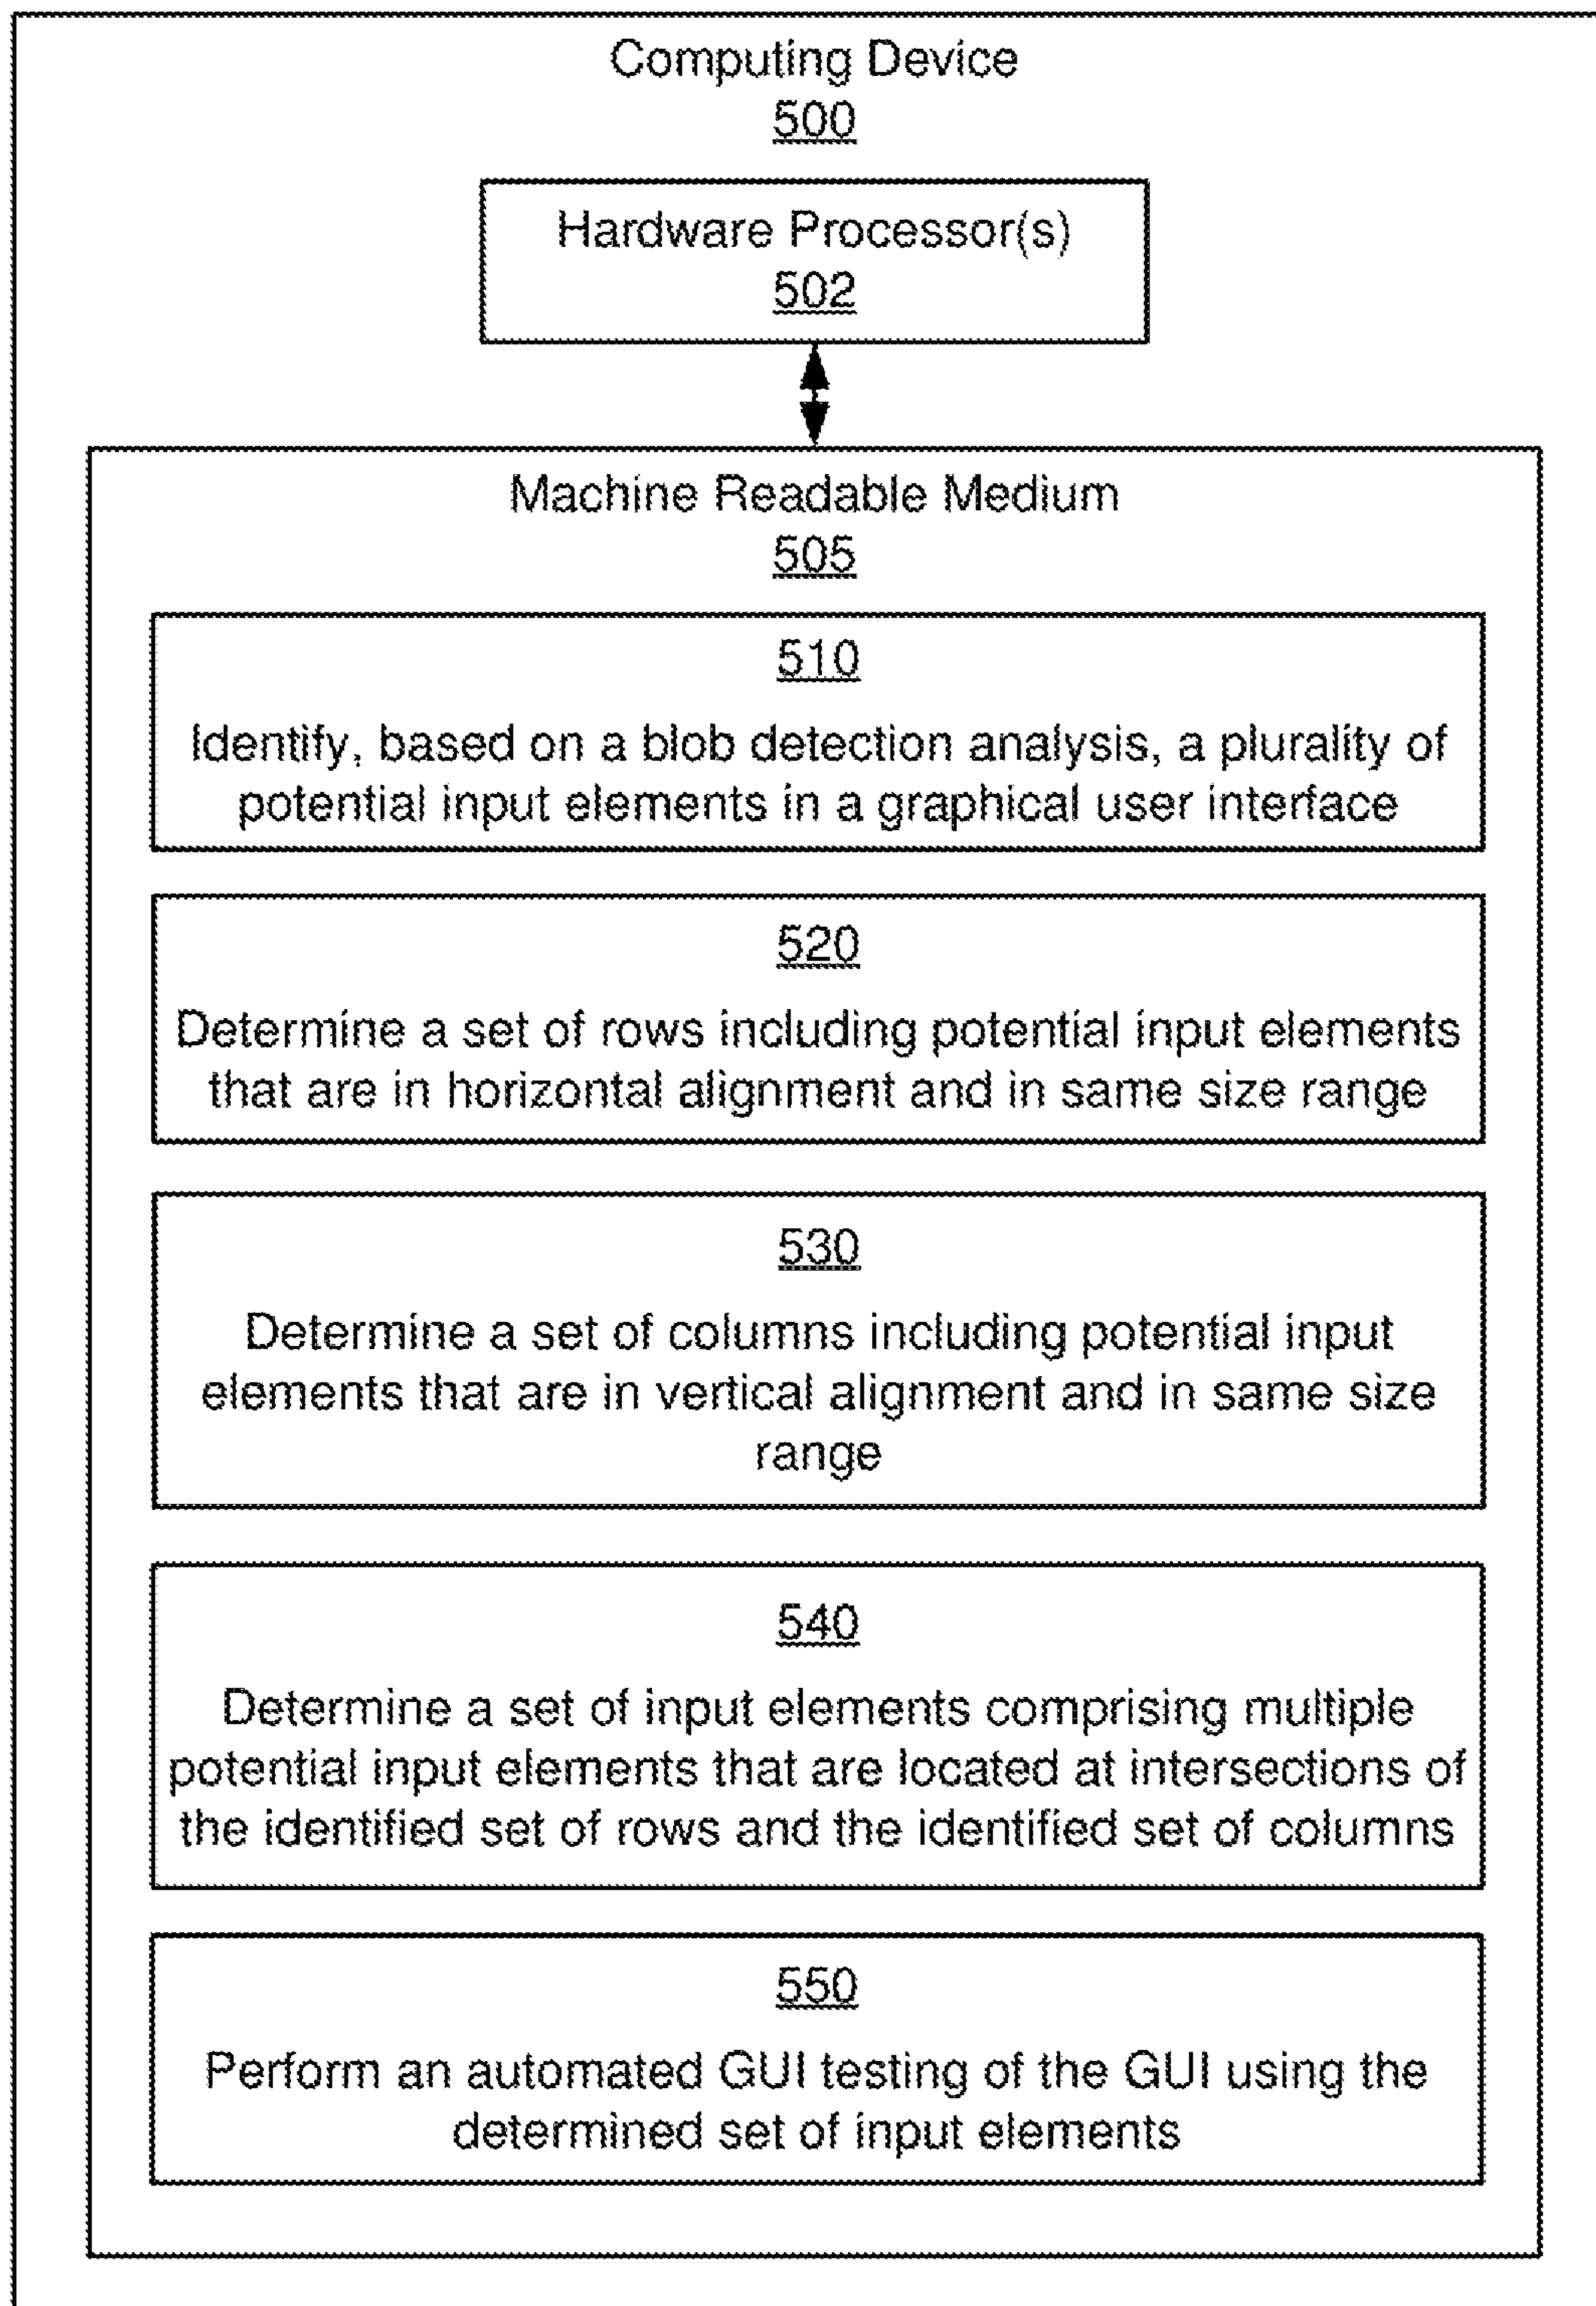 Computing Device
500
Hardware Processor(s)
502
Machine Readable Medium
505
510
Identify, based on a blob detection analysis, a plurality of
potential input elements in a graphical user interface
520
Determine a set of rows including potential input elements
that are in horizontal alignment and in same size range
530
Determine a set of columns including potential input
elements that are in vertical alignment and in same size
range
540
Determine a set of input elements comprising multiple
potential input elements that are located at intersections of
the identified set of rows and the identified set of columns
550
Perform an automated GUI testing of the GUI using the
determined set of input elements